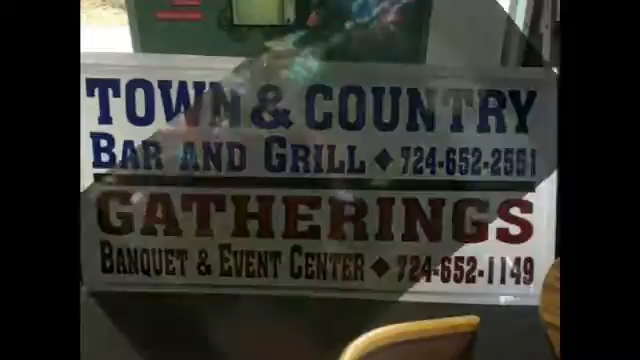 TOWN & COUNTRY
BAR AND GRILL ◆ 724-652-2551
GATHERINGS
BANQUET & EVENT CENTER ◆ 724-652-1149